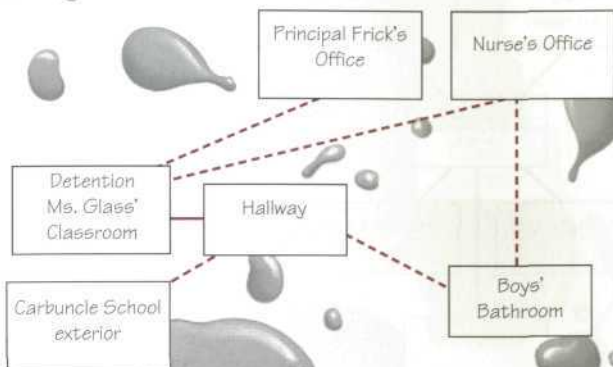 Principal Frick's
Office
Nurse's Office
Detention
Ms. Glass'
Classroom
Hallway
Carbuncle School
exterior
Boys'
Bathroom